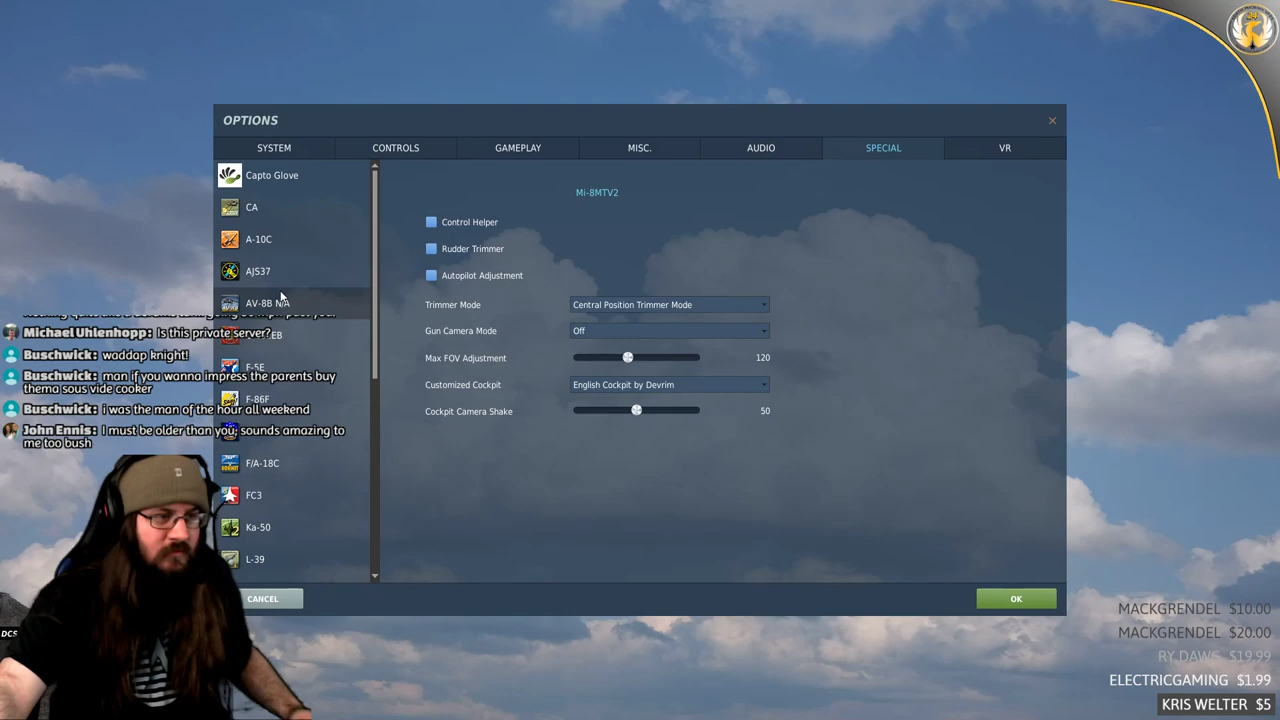 OPTIONS
SYSTEM
CONTROLS
GAMEPLAY
MISC.
AUDIO
SPECIAL
VR
Capto Glove
CA
A-10C
AJS37
AV-8B N/A
F-5E
F-86F
F/A-18C
FC3
Ka-50
L-39
Mi-8MTV2
Control Helper
Rudder Trimmer
Autopilot Adjustment
Trimmer Mode
Central Position Trimmer Mode
Gun Camera Mode
Off
Max FOV Adjustment
120
Customized Cockpit
English Cockpit by Devrim
Cockpit Camera Shake
50
CANCEL
OK
Michael Uhlenhopp: Is this private server?
Buschwick: waddap knight!
Buschwick: man if you wanna impress the parents buy
thema sous vide cooker
Buschwick: i was the man of the hour all weekend
John Ennis: I must be older than you, sounds amazing to
me too bush
DCS
MACKGRENDEL $10.00
MACKGRENDEL $20.00
RY DAWS $19.99
ELECTRICGAMING $1.99
KRIS WELTER $5